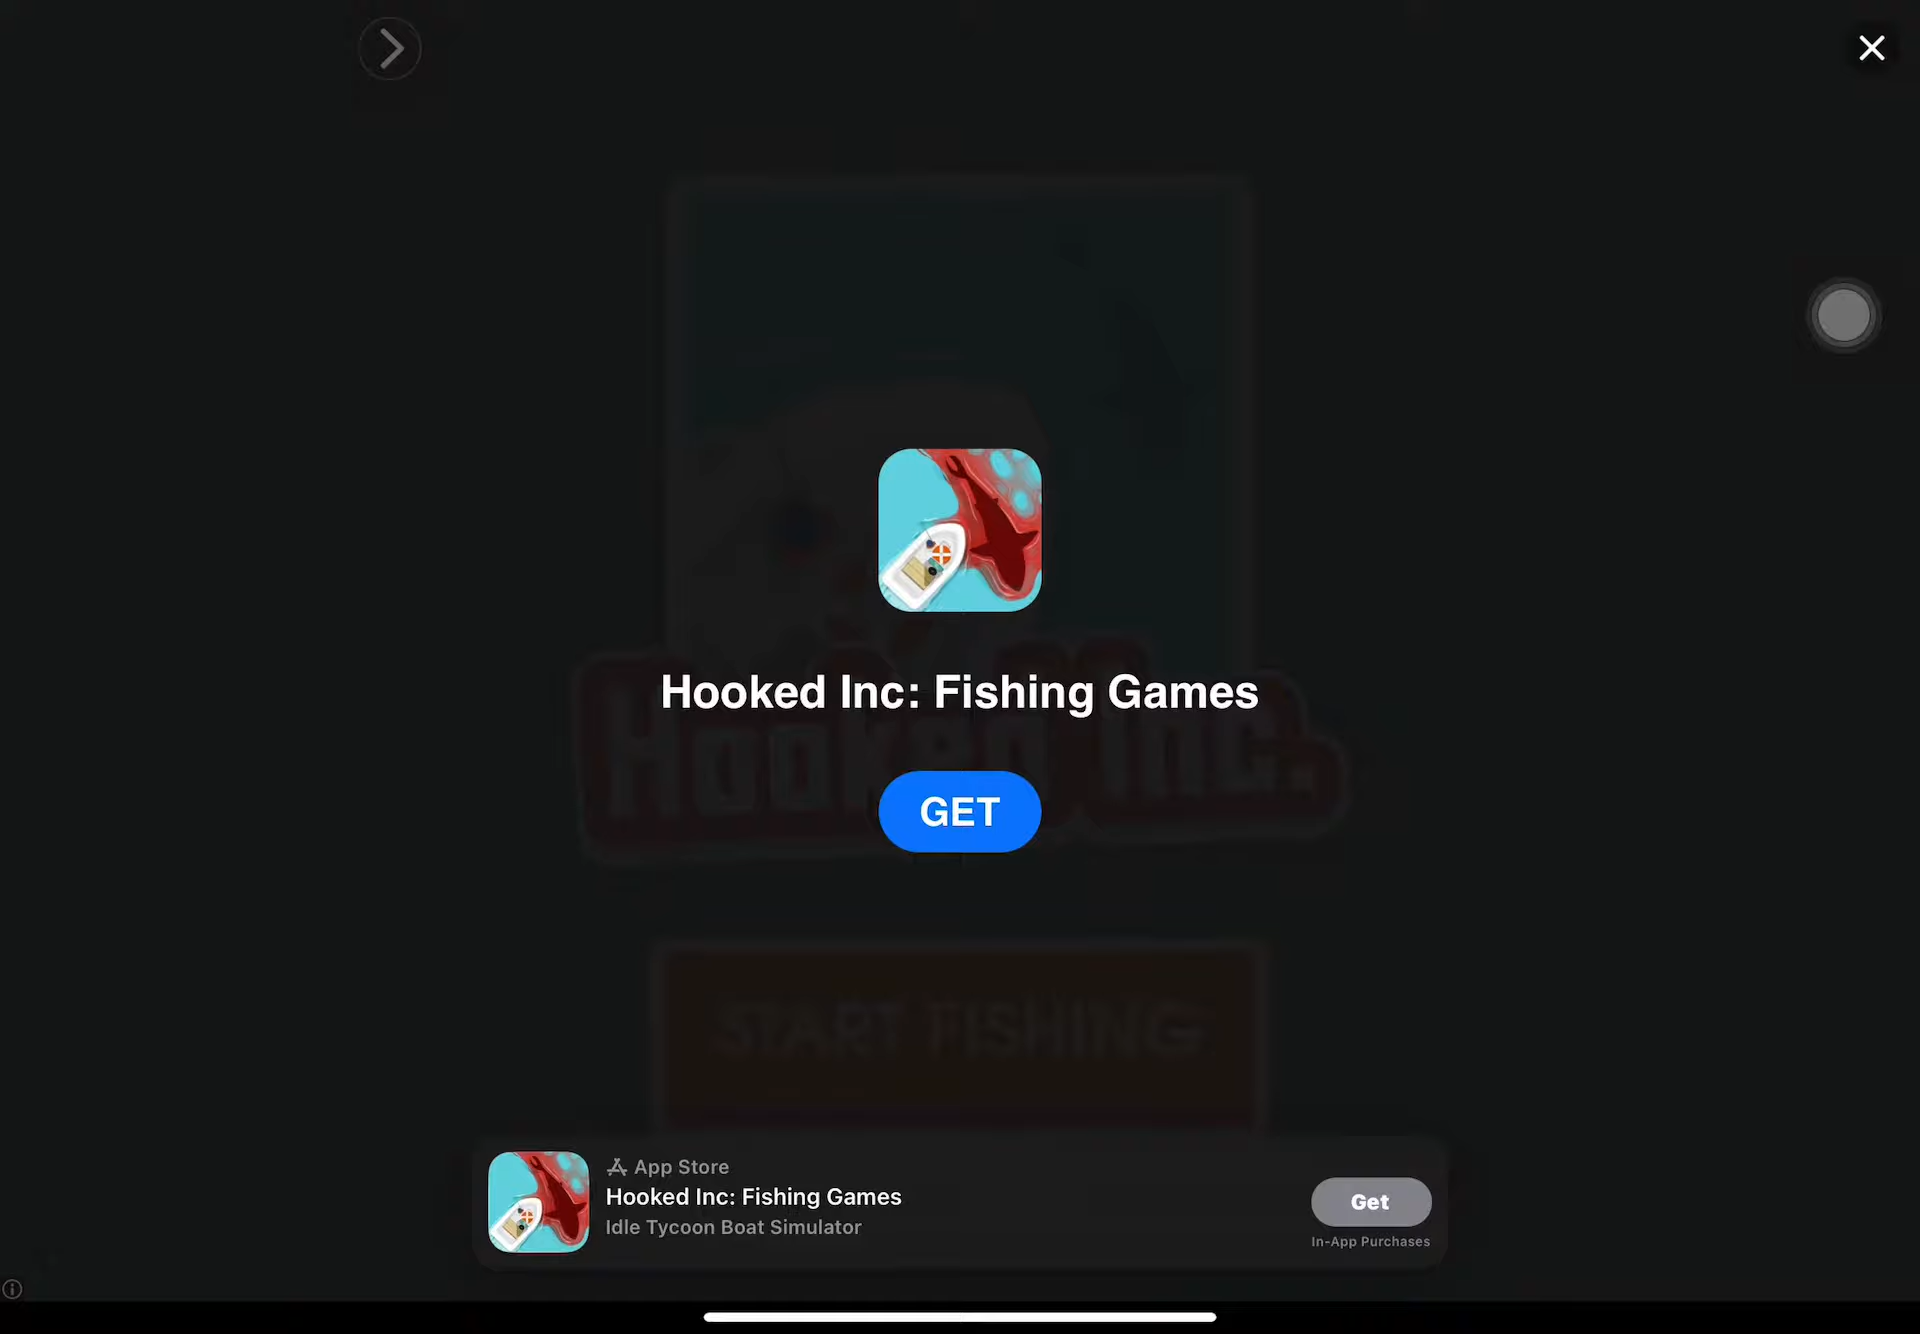 Hooked Inc: Fishing Games
Hooked Inc.
GET
START FISHING
App Store
Hooked Inc: Fishing Games
Idle Tycoon Boat Simulator
Get
In-App Purchases